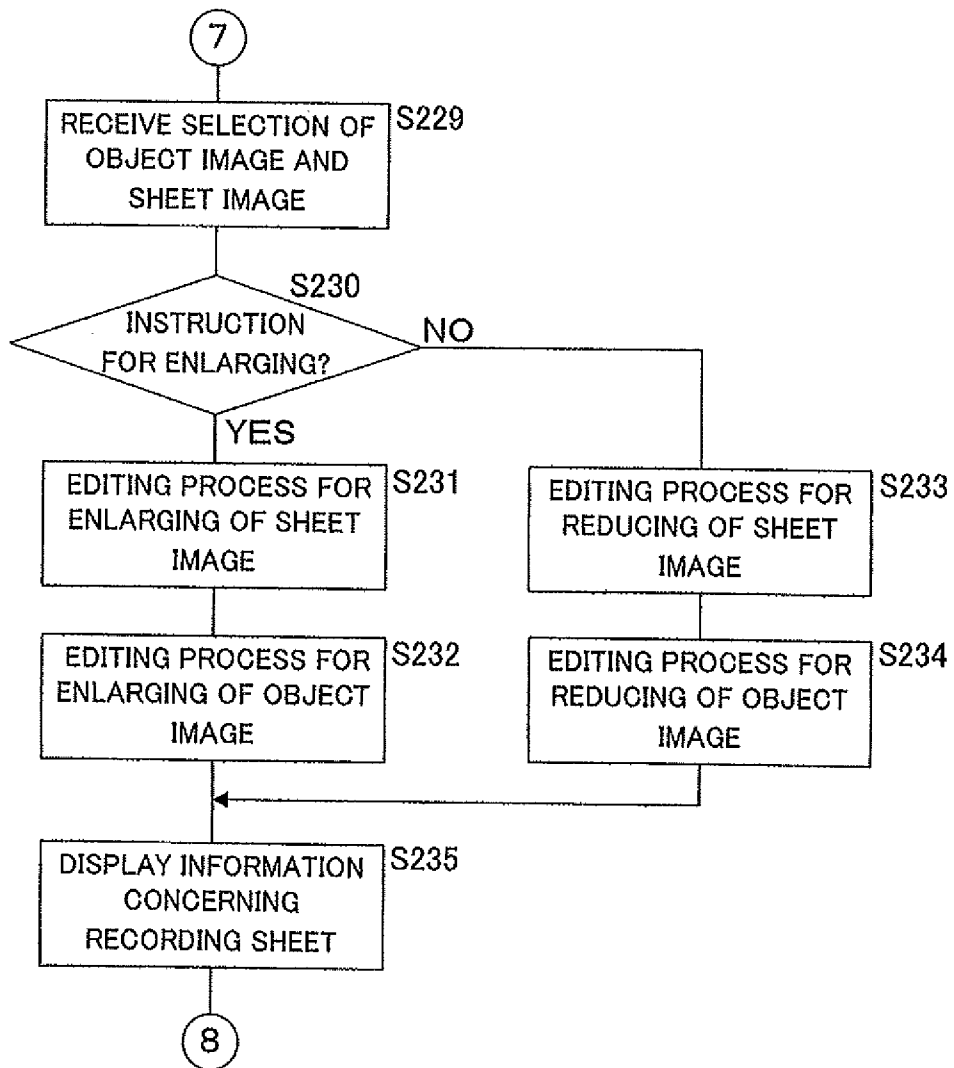 7
RECEIVE SELECTION OF
OBJECT IMAGE AND
SHEET IMAGE
S229
S230
INSTRUCTION
FOR ENLARGING?
NO
YES
EDITING PROCESS FOR
ENLARGING OF SHEET
IMAGE
S231
EDITING PROCESS FOR
REDUCING OF SHEET
IMAGE
S233
EDITING PROCESS FOR
ENLARGING OF OBJECT
IMAGE
S232
EDITING PROCESS FOR
REDUCING OF OBJECT
IMAGE
S234
DISPLAY INFORMATION
CONCERNING
RECORDING SHEET
S235
8